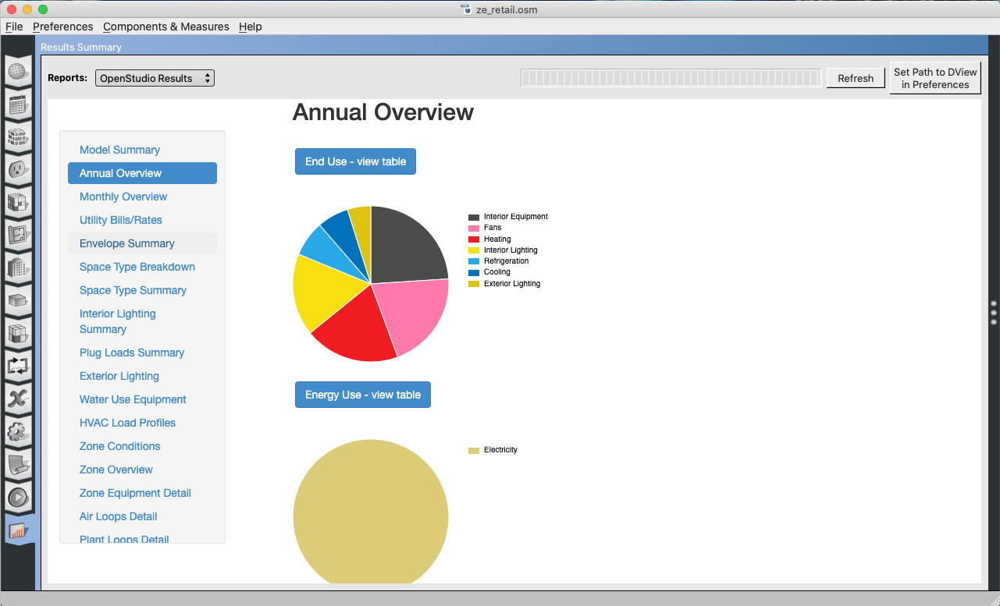 ze_retail.osm
File Preferences Components & Measures Help
Results Summary
Reports: OpenStudio Results Refresh Set Path to DView
in Preferences
Model Summary
Annual Overview
Monthly Overview
Utility Bills/Rates
Envelope Summary
Space Type Breakdown
Space Type Summary
Interior Lighting
Summary
Plug Loads Summary
Exterior Lighting
Water Use Equipment
HVAC Load Profiles
Zone Conditions
Zone Overview
Zone Equipment Detail
Air Loops Detail
Plant Loops Detail
Annual Overview
End Use - view table
Interior Equipment
Fans
Heating
Interior Lighting
Refrigeration
Cooling
Exterior Lighting
Energy Use - view table
Electricity